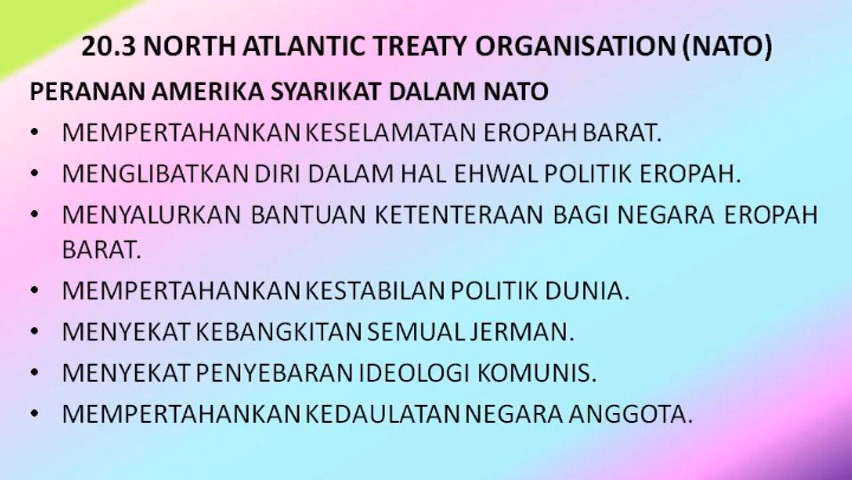 20.3 NORTH ATLANTIC TREATY ORGANISATION (NATO)
PERANAN AMERIKA SYARIKAT DALAM NATO
• MEMPERTAHANKAN KESELAMATAN EROPAH BARAT.
• MENGLIBATKAN DIRI DALAM HAL EHWAL POLITIK EROPAH.
• MENYALURKAN BANTUAN KETENTERAAN BAGI NEGARA EROPAH
BARAT.
• MEMPERTAHANKAN KESTABILAN POLITIK DUNIA.
• MENYEKAT KEBANGKITAN SEMUAL JERMAN.
• MENYEKAT PENYEBARAN IDEOLOGI KOMUNIS.
• MEMPERTAHANKAN KEDAULATAN NEGARA ANGGOTA.